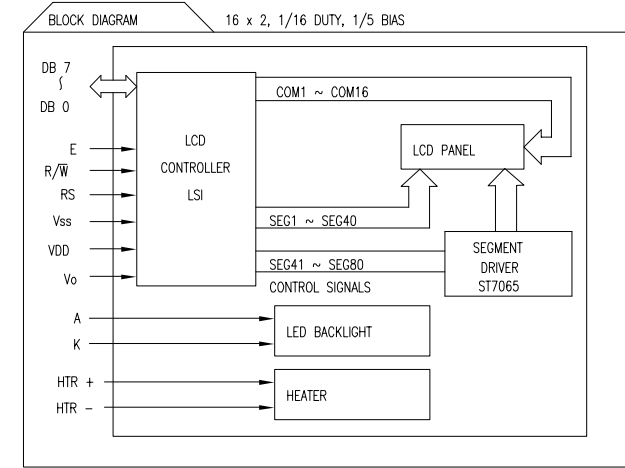 BLOCK DIAGRAM
16 x 2, 1/16 DUTY, 1/5 BIAS
DB 7
DB 0
E
R/W̅
RS
Vss
VDD
Vo
A
K
HTR +
HTR −
LCD
CONTROLLER
LSI
COM1 ~ COM16
LCD PANEL
SEG1 ~ SEG40
SEG41 ~ SEG80
CONTROL SIGNALS
SEGMENT
DRIVER
ST7065
LED BACKLIGHT
HEATER